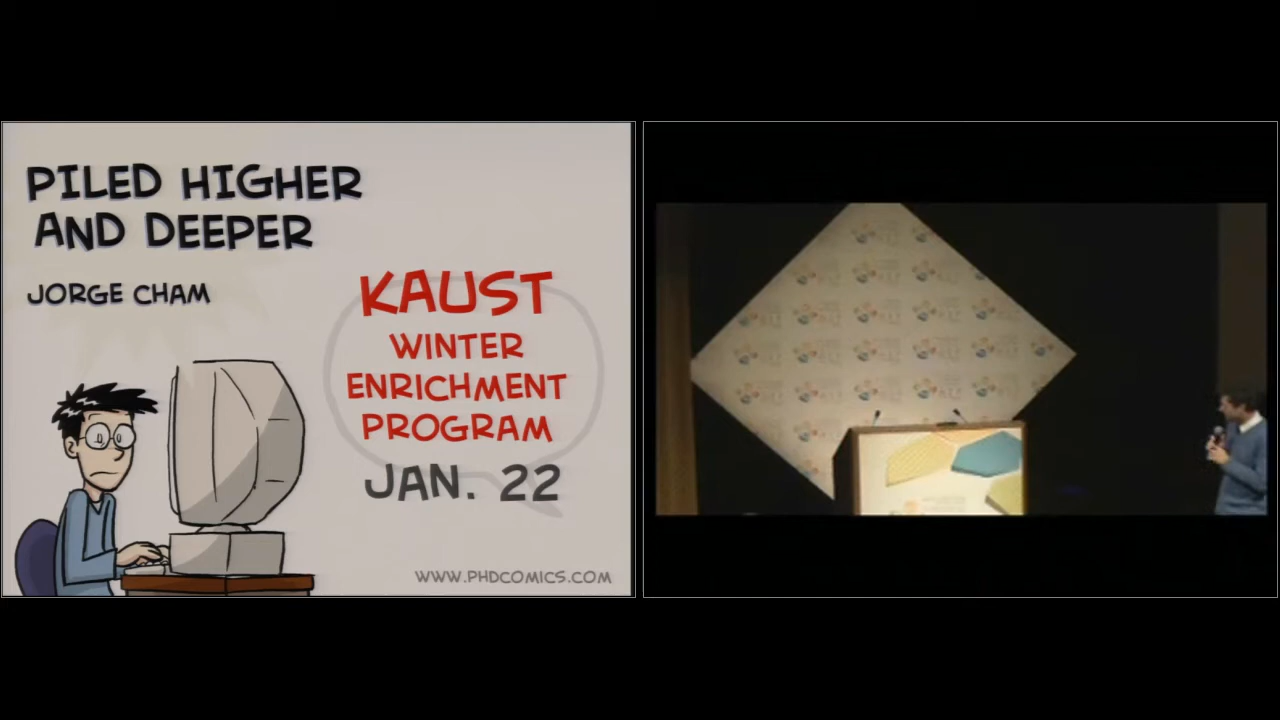 PILED HIGHER
AND DEEPER
JORGE CHAM
KAUST
WINTER
ENRICHMENT
PROGRAM
JAN. 22
WWW.PHDCOMICS.COM